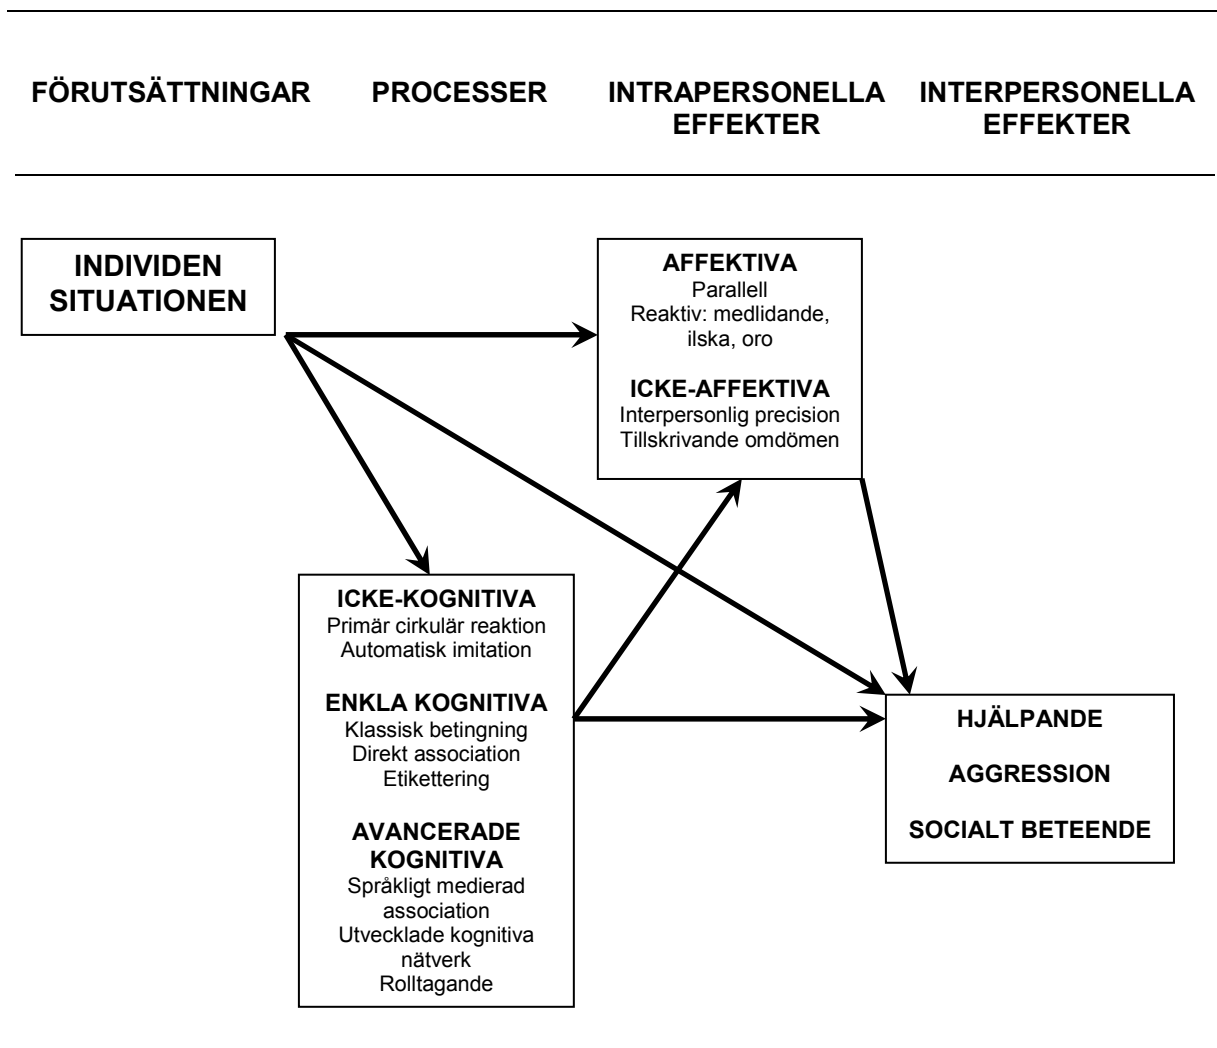 FÖRUTSÄTTNINGAR
PROCESSER
INTRAPERSONELLA
EFFEKTER
INTERPERSONELLA
EFFEKTER
INDIVIDEN
SITUATIONEN
AFFEKTIVA
Parallell
Reaktiv: medlidande,
ilska, oro
ICKE-AFFEKTIVA
Interpersonlig precision
Tillskrivande omdömen
ICKE-KOGNITIVA
Primär cirkulär reaktion
Automatisk imitation
ENKLA KOGNITIVA
Klassisk betingning
Direkt association
Etikettering
AVANCERADE
KOGNITIVA
Språkligt medierad
association
Utvecklade kognitiva
nätverk
Rolltagande
HJÄLPANDE
AGGRESSION
SOCIALT BETEENDE